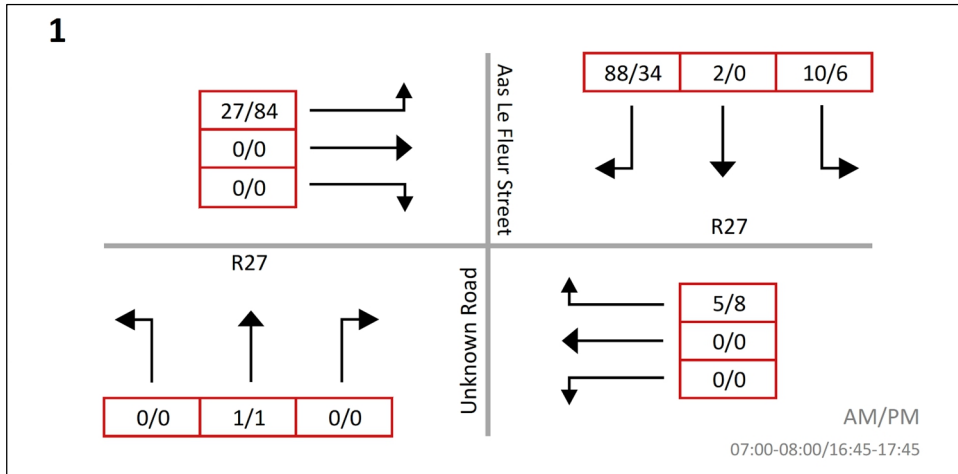 1
88/34 2/0 10/6
27/84
0/0
0/0
Aas Le Fleur Street
R27
R27
Unknown Road
5/8
0/0
0/0
0/0 1/1 0/0
AM/PM
07:00-08:00/16:45-17:45